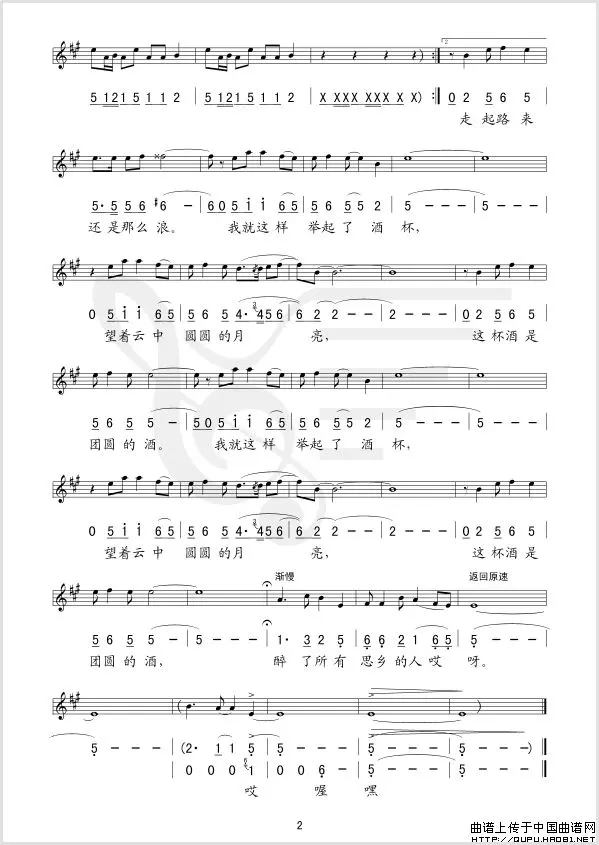 5 1 2 1 5 1 1 2 | 5 1 2 1 5 1 1 2 | X X X X X X X X X) :| 0 2 5 6 5
走 起 路 来
5· 5 5 6 #6 - | 6 0 5 i i 6 5 | 5 6 5 5 2 5 | 5 - - - | 5 - - -
还 是 那 么 浪。 我 就 这 样 举 起 了 酒 杯,
0 5 i i 6 5 | 5 6 5 4· 4 5 6 | 6 2 2 - - | 2 - - - | 0 2 5 6 5
望 着 云 中 圆 圆 的 月 亮, 这 杯 酒 是
5 6 5 5 - | 5 0 5 i i 6 5 | 5 6 5 5 2 5 | 5 - - - | 5 - - -
团 圆 的 酒。 我 就 这 样 举 起 了 酒 杯,
0 5 i i 6 5 | 5 6 5 4· 4 5 6 | 6 2 2 - - | 2 - - - | 0 2 5 6 5
望 着 云 中 圆 圆 的 月 亮, 这 杯 酒 是
渐慢 返回原速
5 6 5 5 - | 5 - - - | 1· 3 2 5 | 6 6 2 1 6 5 | 5 - - -
团 圆 的 酒, 醉 了 所 有 思 乡 的 人 哎 呀。
5 - - - | (2· 1 1 5 | 5 - - - | 5 - - - | 5 - - -)
0 0 0 1 | 0 0 6 - | 5 - - - | 5 - - -
哎 喔 嘿
2
曲谱上传于中国曲谱网
HTTP://QUPU.HAO81.NET